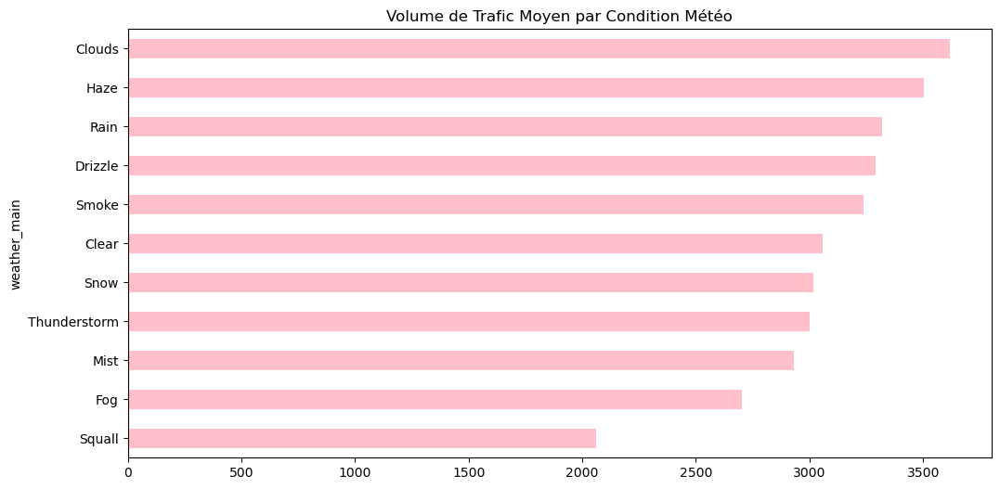 Volume de Trafic Moyen par Condition Météo
weather_main
Clouds
Haze
Rain
Drizzle
Smoke
Clear
Snow
Thunderstorm
Mist
Fog
Squall
0 500 1000 1500 2000 2500 3000 3500